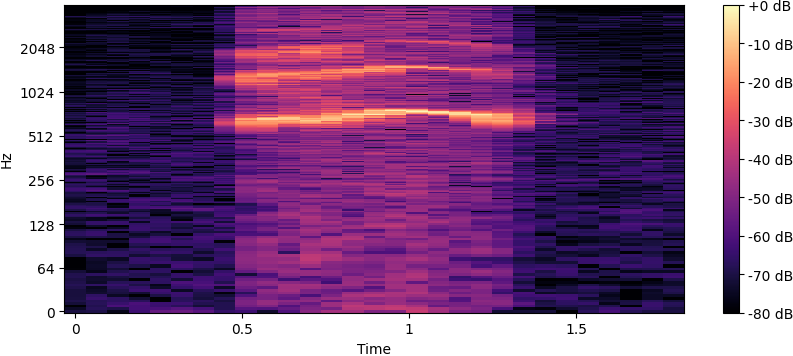 +0 dB
2048
-10 dB
1024
-20 dB
512
-30 dB
Hz
256
-40 dB
128
-50 dB
64
-60 dB
0
-70 dB
0
0.5
1
1.5
-80 dB
Time